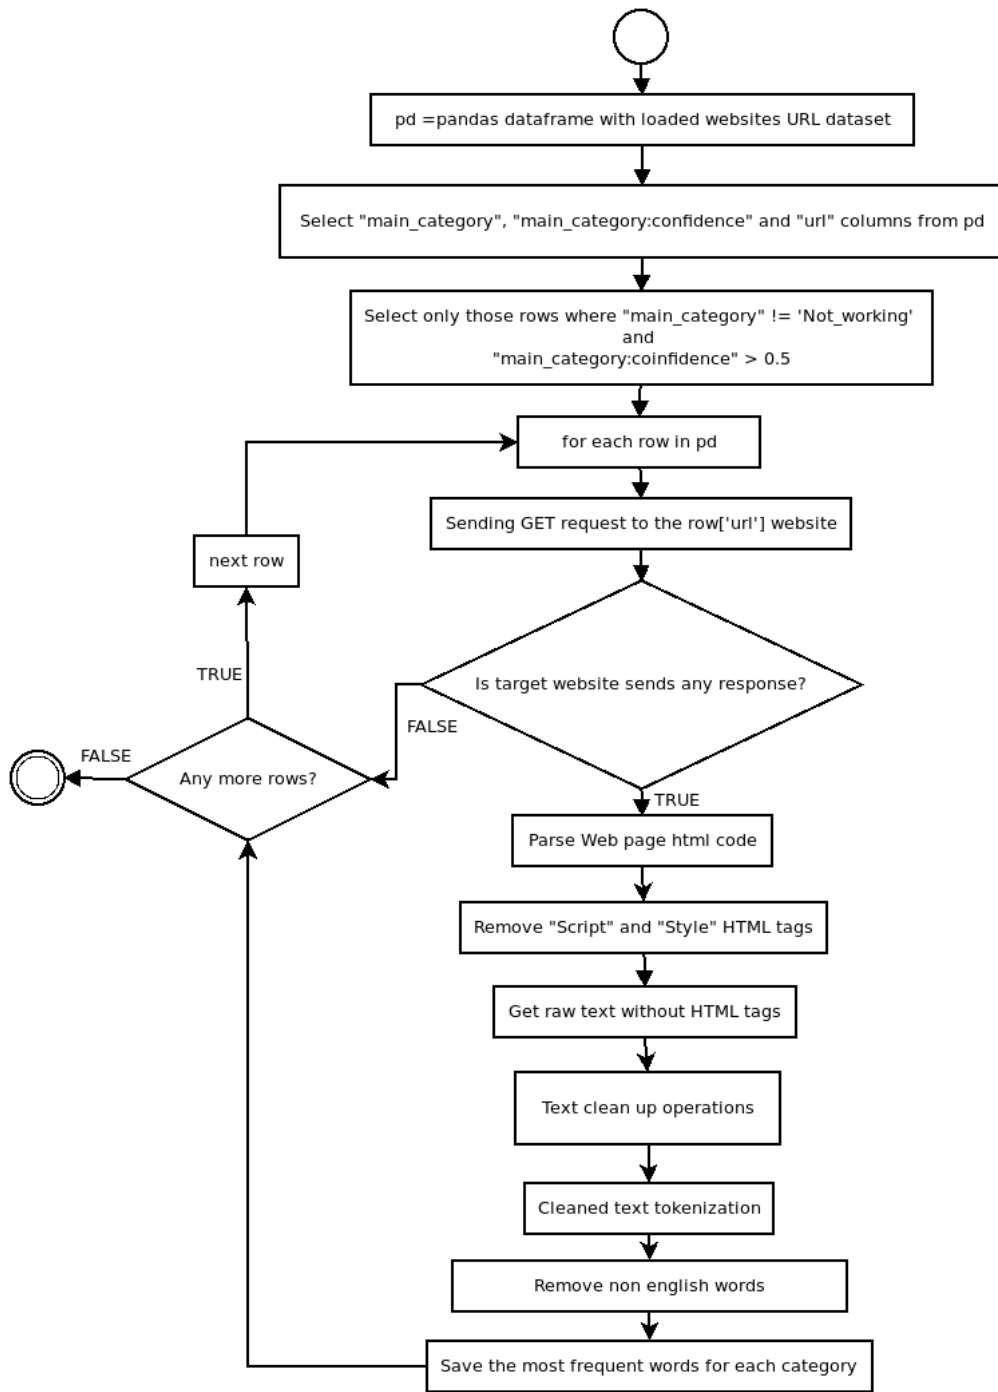 pd =pandas dataframe with loaded websites URL dataset
Select "main_category", "main_category:confidence" and "url" columns from pd
Select only those rows where "main_category" != 'Not_working'
and
"main_category:coinfidence" > 0.5
for each row in pd
Sending GET request to the row['url'] website
next row
TRUE
Is target website sends any response?
FALSE
FALSE
Any more rows?
TRUE
Parse Web page html code
Remove "Script" and "Style" HTML tags
Get raw text without HTML tags
Text clean up operations
Cleaned text tokenization
Remove non english words
Save the most frequent words for each category